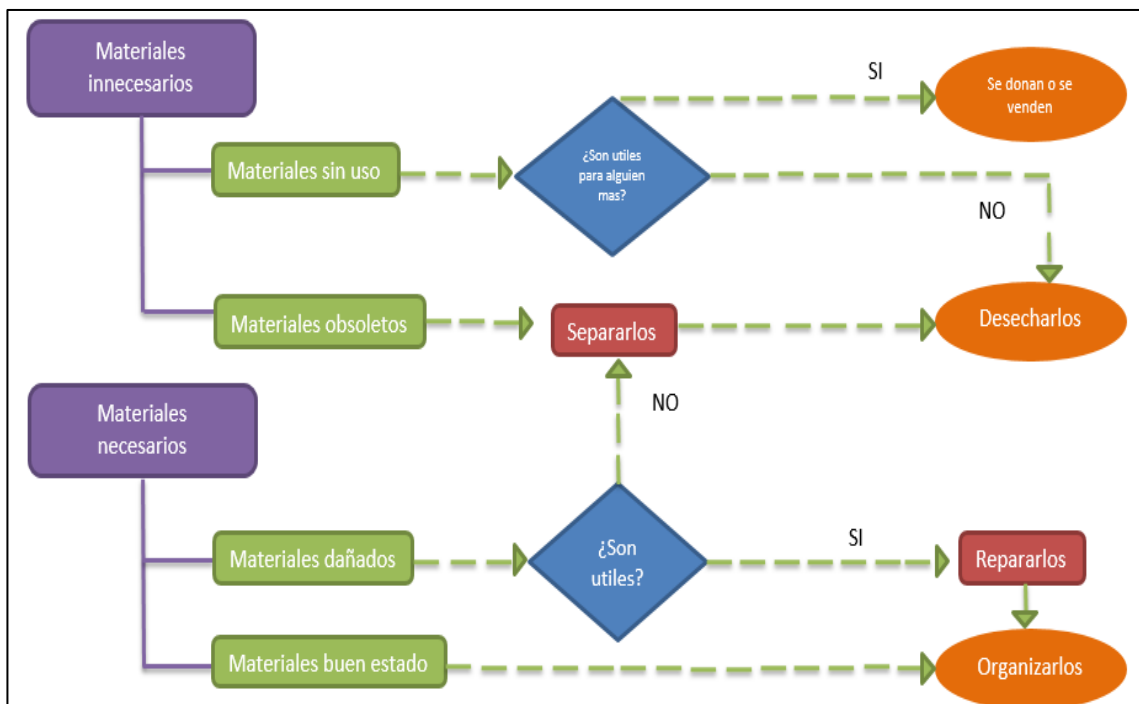 Materiales
innecesarios
SI
Se donan o se
venden
Materiales sin uso
¿Son utiles
para alguien
mas?
NO
Materiales obsoletos
Separarlos
Desecharlos
NO
Materiales
necesarios
Materiales dañados
¿Son
utiles?
SI
Repararlos
Materiales buen estado
Organizarlos